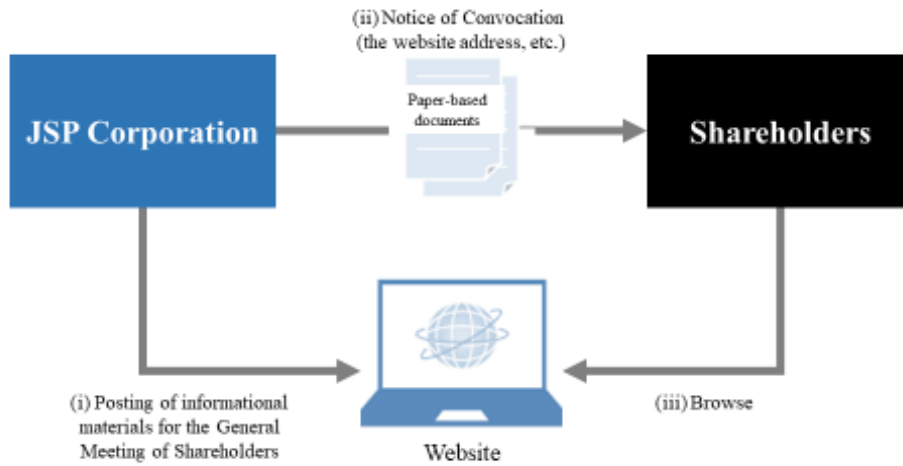 (ii) Notice of Convocation
(the website address, etc.)
Paper-based
documents
JSP Corporation
Shareholders
(i) Posting of informational
materials for the General
Meeting of Shareholders
(iii) Browse
Website